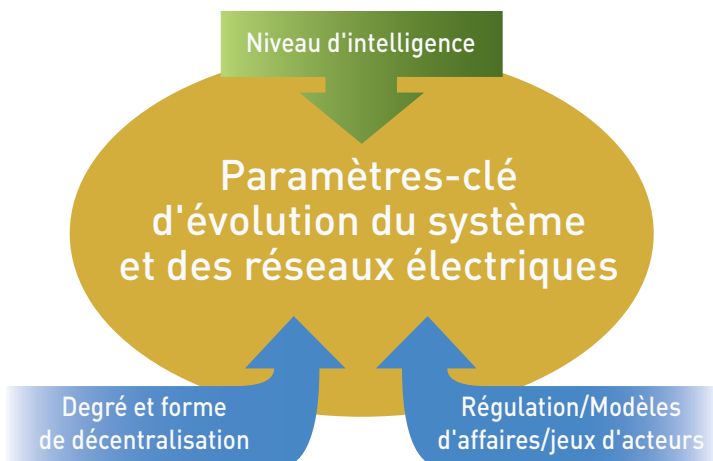 Niveau d'intelligence
Paramètres-clé
d'évolution du système
et des réseaux électriques
Degré et forme
de décentralisation
Régulation/Modèles
d'affaires/jeux d'acteurs